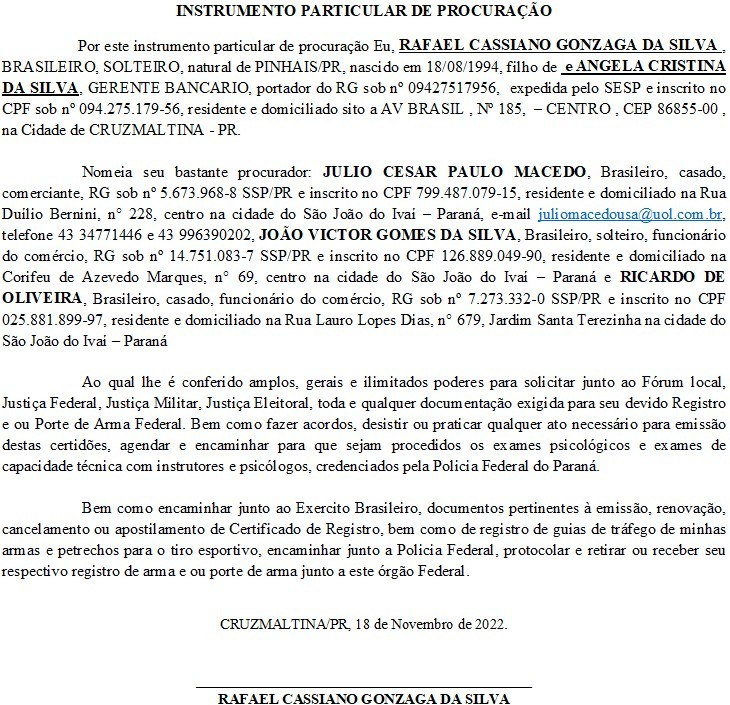 INSTRUMENTO PARTICULAR DE PROCURAÇÃO
Por este instrumento particular de procuração Eu, RAFAEL CASSIANO GONZAGA DA SILVA ,
BRASILEIRO, SOLTEIRO, natural de PINHAIS/PR, nascido em 18/08/1994, filho de e ANGELA CRISTINA
DA SILVA, GERENTE BANCARIO, portador do RG sob nº 09427517956, expedida pelo SESP e inscrito no
CPF sob nº 094.275.179-56, residente e domiciliado sito a AV BRASIL , Nº 185, – CENTRO , CEP 86855-00 ,
na Cidade de CRUZMALTINA - PR.
Nomeia seu bastante procurador: JULIO CESAR PAULO MACEDO, Brasileiro, casado,
comerciante, RG sob nº 5.673.968-8 SSP/PR e inscrito no CPF 799.487.079-15, residente e domiciliado na Rua
Duilio Bernini, n° 228, centro na cidade do São João do Ivai – Paraná, e-mail juliomacedousa@uol.com.br,
telefone 43 34771446 e 43 996390202, JOÃO VICTOR GOMES DA SILVA, Brasileiro, solteiro, funcionário
do comércio, RG sob nº 14.751.083-7 SSP/PR e inscrito no CPF 126.889.049-90, residente e domiciliado na
Corifeu de Azevedo Marques, n° 69, centro na cidade do São João do Ivai – Paraná e RICARDO DE
OLIVEIRA, Brasileiro, casado, funcionário do comércio, RG sob nº 7.273.332-0 SSP/PR e inscrito no CPF
025.881.899-97, residente e domiciliado na Rua Lauro Lopes Dias, n° 679, Jardim Santa Terezinha na cidade do
São João do Ivai – Paraná
Ao qual lhe é conferido amplos, gerais e ilimitados poderes para solicitar junto ao Fórum local,
Justiça Federal, Justiça Militar, Justiça Eleitoral, toda e qualquer documentação exigida para seu devido Registro
e ou Porte de Arma Federal. Bem como fazer acordos, desistir ou praticar qualquer ato necessário para emissão
destas certidões, agendar e encaminhar para que sejam procedidos os exames psicológicos e exames de
capacidade técnica com instrutores e psicólogos, credenciados pela Policia Federal do Paraná.
Bem como encaminhar junto ao Exercito Brasileiro, documentos pertinentes à emissão, renovação,
cancelamento ou apostilamento de Certificado de Registro, bem como de registro de guias de tráfego de minhas
armas e petrechos para o tiro esportivo, encaminhar junto a Policia Federal, protocolar e retirar ou receber seu
respectivo registro de arma e ou porte de arma junto a este órgão Federal.
CRUZMALTINA/PR, 18 de Novembro de 2022.
RAFAEL CASSIANO GONZAGA DA SILVA